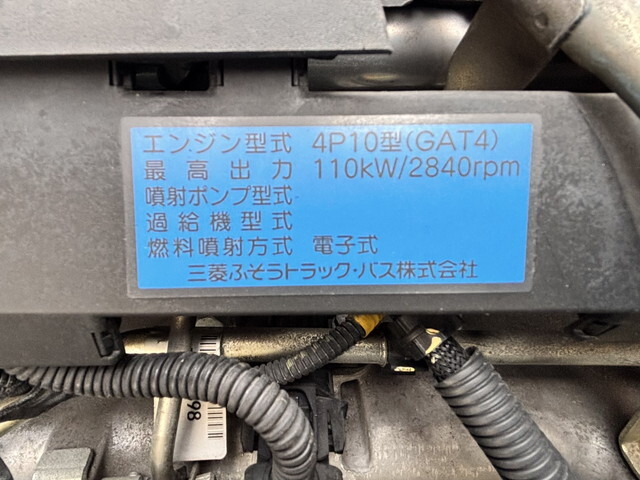 エンジン型式 4P10型(GAT4)
最高出力 110kW/2840rpm
噴射ポンプ型式
過給機型式
燃料噴射方式 電子式
三菱ふそうトラック・バス株式会社
98